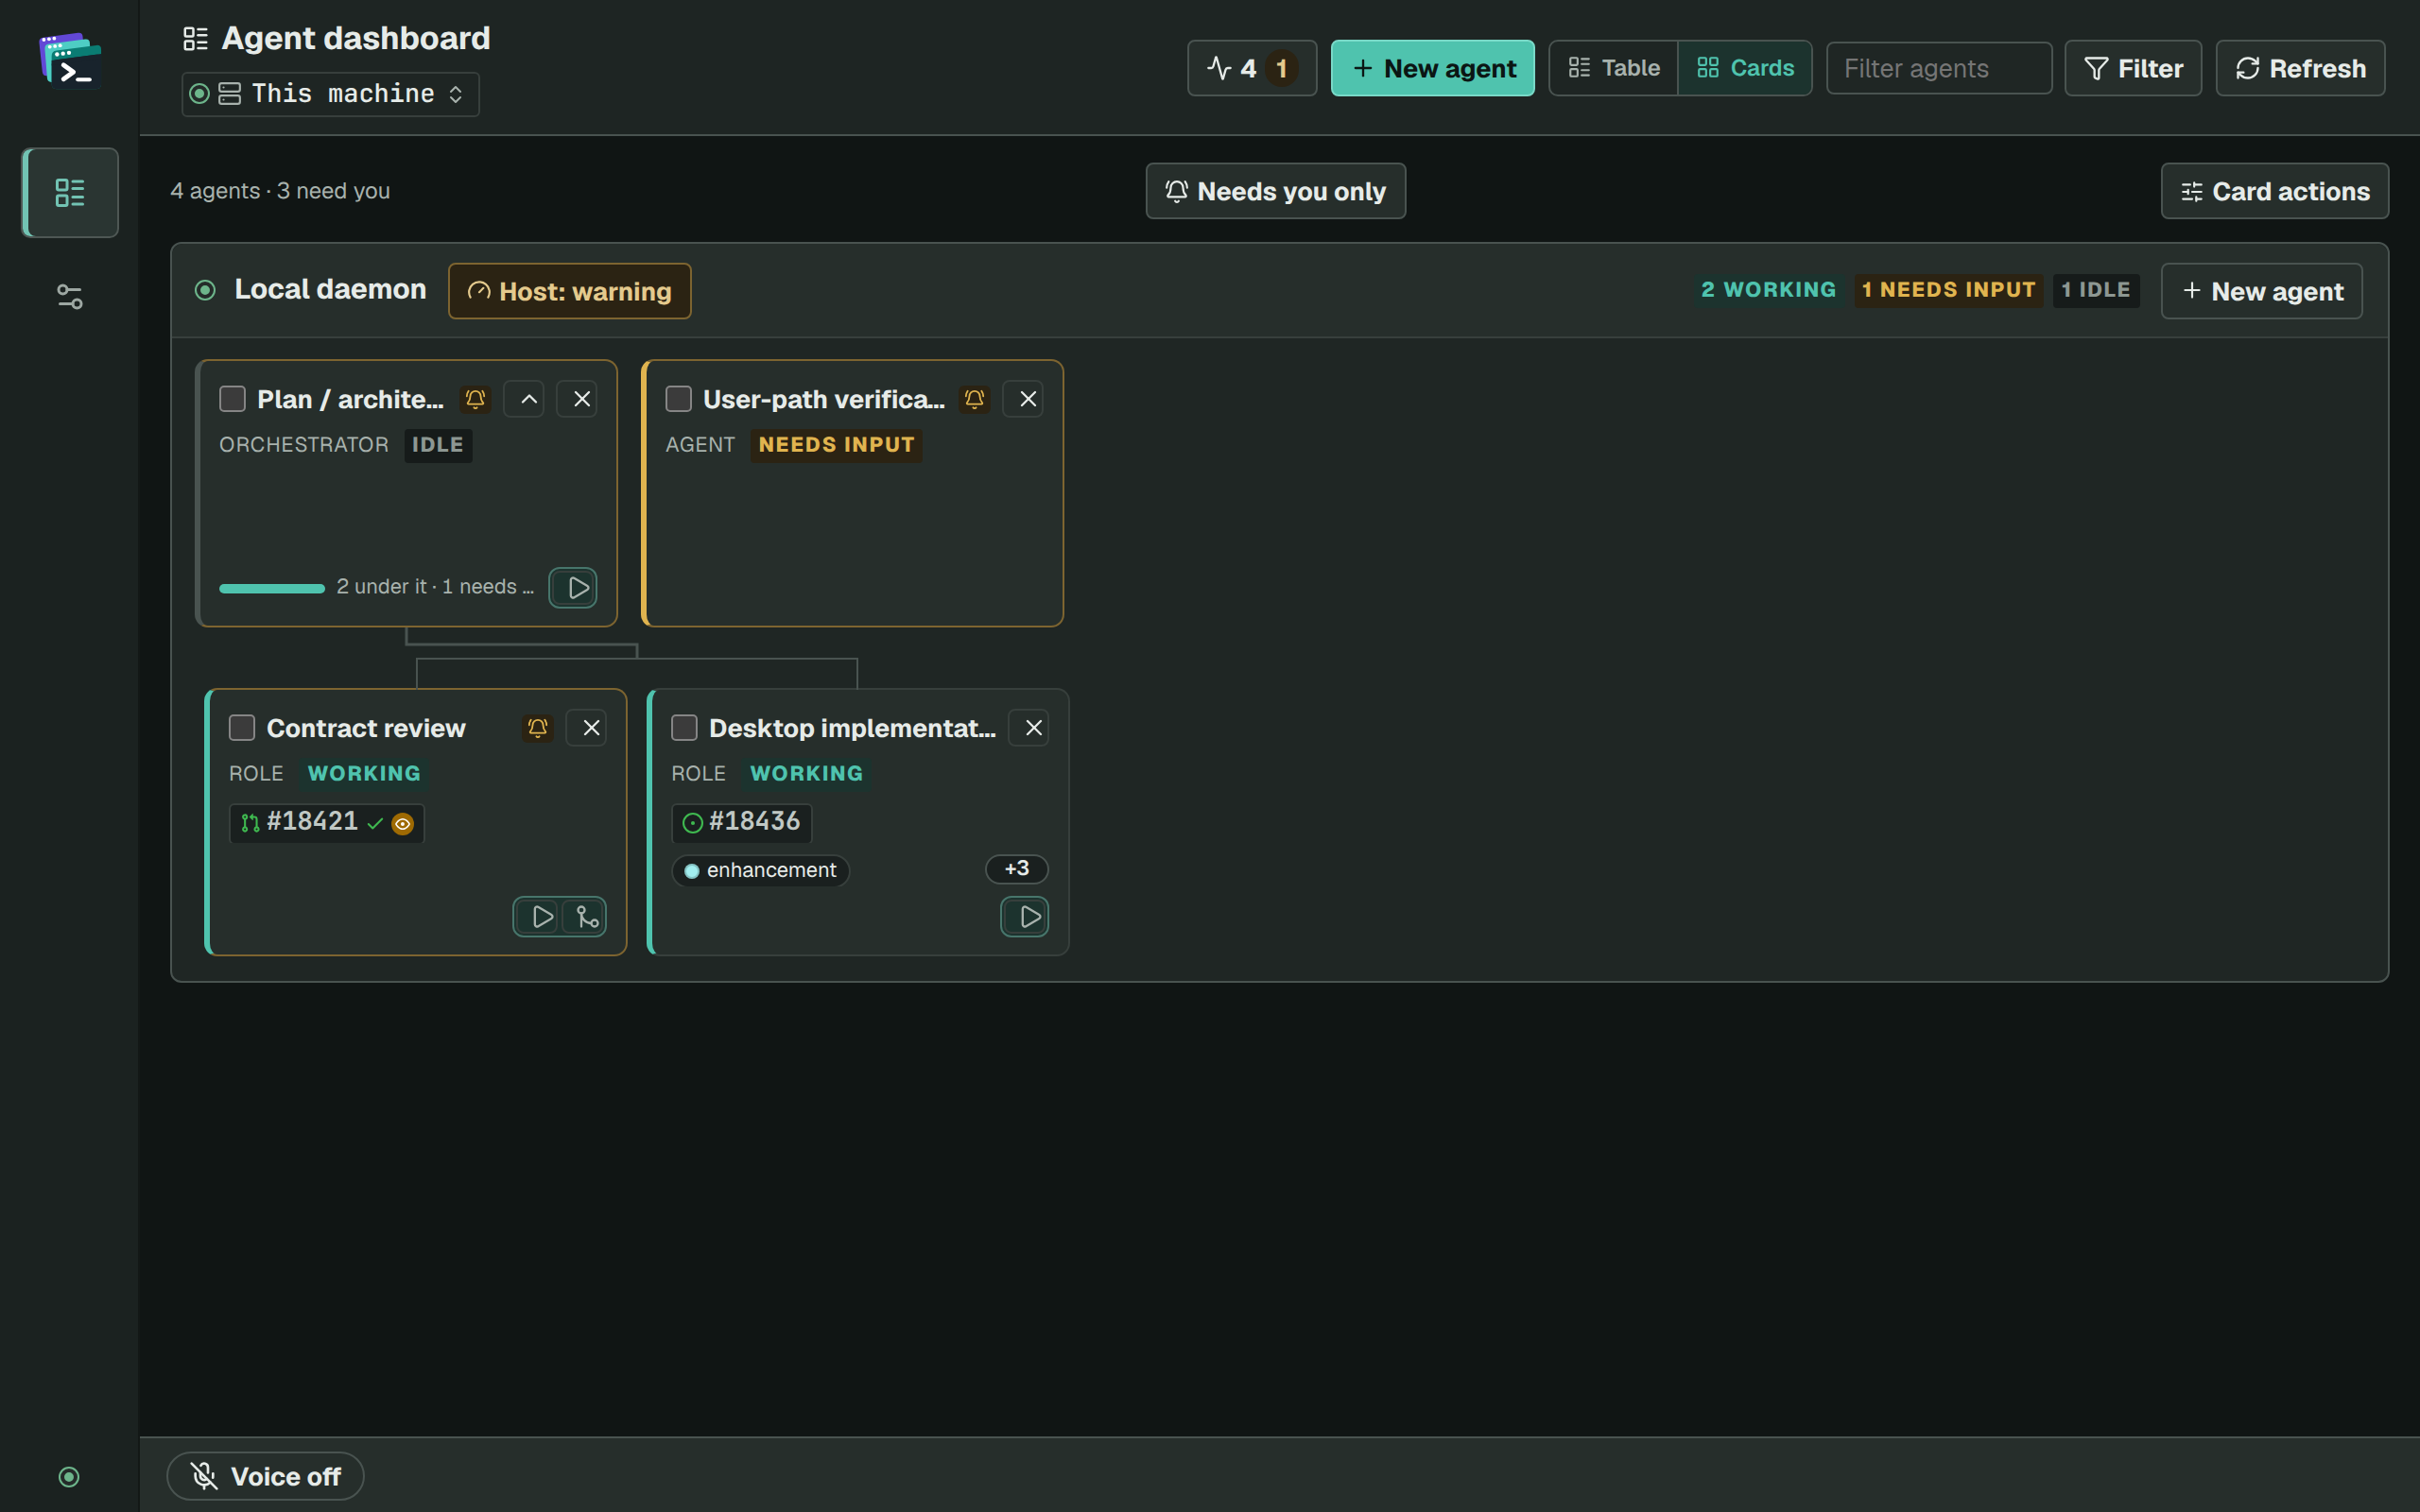 Agent dashboard
This machine
4 1
New agent
Table
Cards
Filter agents
Filter
Refresh
4 agents · 3 need you
Needs you only
Card actions
Local daemon
Host: warning
2 WORKING
1 NEEDS INPUT
1 IDLE
New agent
Plan / archite...
ORCHESTRATOR IDLE
2 under it · 1 needs ...
User-path verifica...
AGENT NEEDS INPUT
Contract review
ROLE WORKING
#18421
Desktop implementat...
ROLE WORKING
#18436
enhancement
+3
Voice off